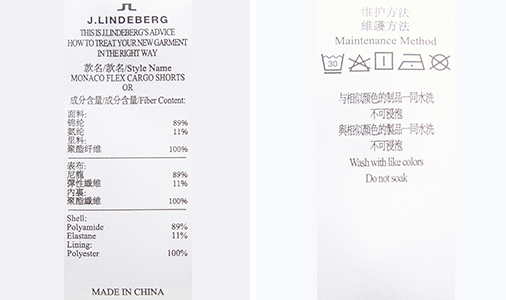 J.LINDEBERG
THIS IS J.LINDEBERG'S ADVICE
HOW TO TREAT YOUR NEW GARMENT
IN THE RIGHT WAY
款名/款名/Style Name
MONACO FLEX CARGO SHORTS
OR
成分含量/成分含量/Fiber Content:
面料:
锦纶 89%
氨纶 11%
里料:
聚酯纤维 100%
表布:
尼龍 89%
彈性纖維 11%
內裏:
聚酯纖維 100%
Shell:
Polyamide 89%
Elastane 11%
Lining:
Polyester 100%
MADE IN CHINA
维护方法
維護方法
Maintenance Method
30
与相似颜色的制品一同水洗
不可浸泡
與相似顏色的製品一同水洗
不可浸泡
Wash with like colors
Do not soak